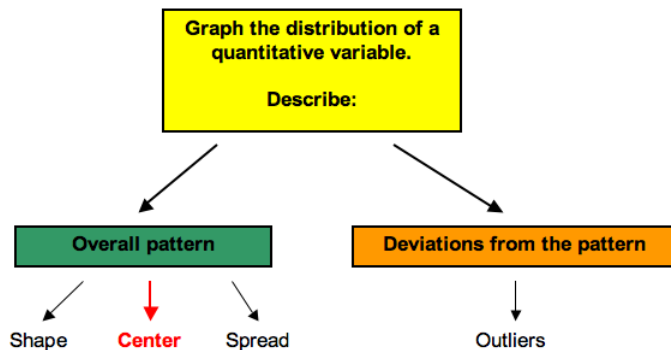 Graph the distribution of a
quantitative variable.
Describe:
Overall pattern
Deviations from the pattern
Shape
Center
Spread
Outliers